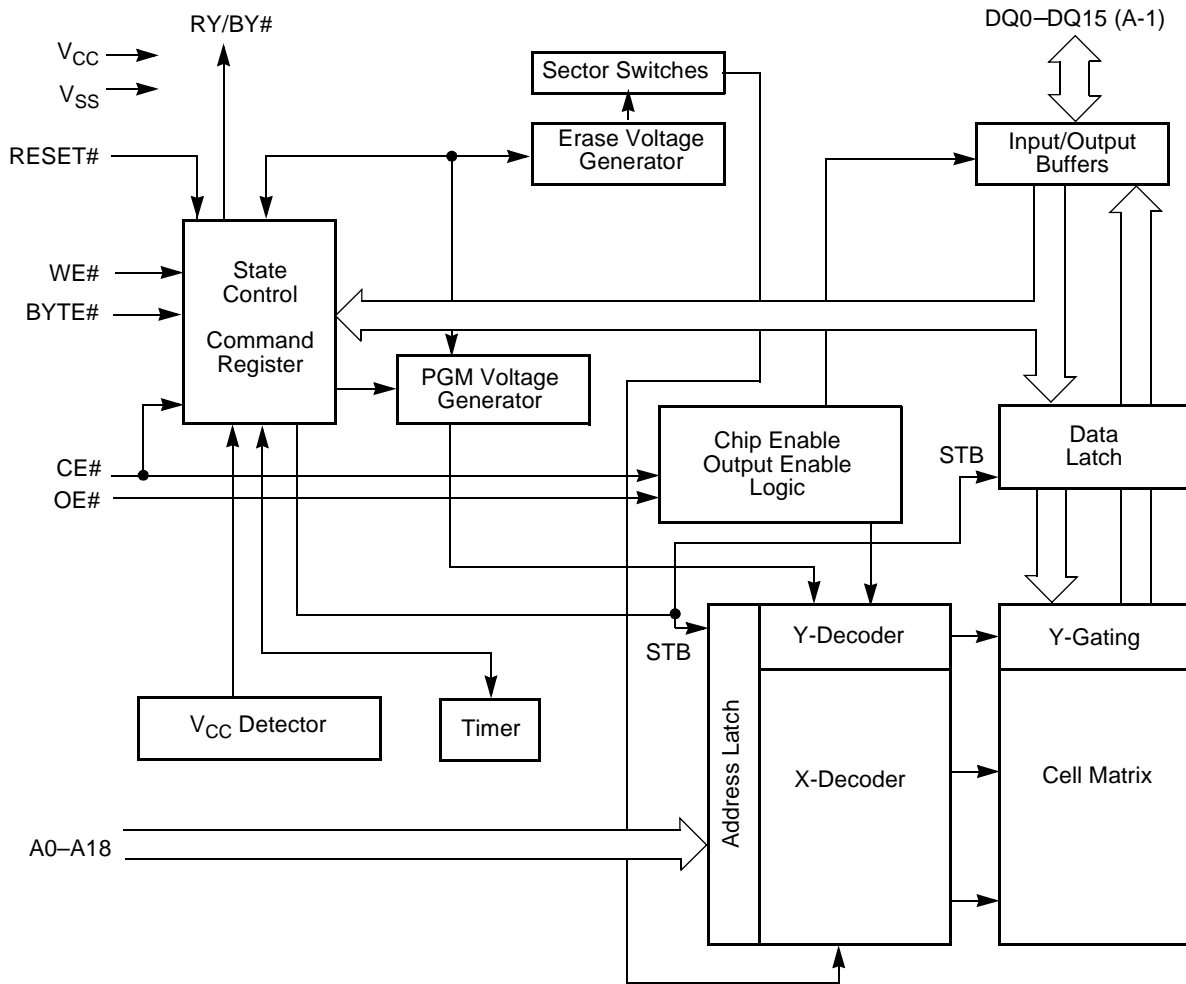 RY/BY#
DQ0–DQ15 (A-1)
VCC
VSS
Sector Switches
Erase Voltage
Generator
Input/Output
Buffers
RESET#
WE#
BYTE#
State
Control
Command
Register
PGM Voltage
Generator
Chip Enable
Output Enable
Logic
STB
Data
Latch
CE#
OE#
STB
Y-Decoder
Y-Gating
VCC Detector
Timer
Address Latch
X-Decoder
Cell Matrix
A0–A18